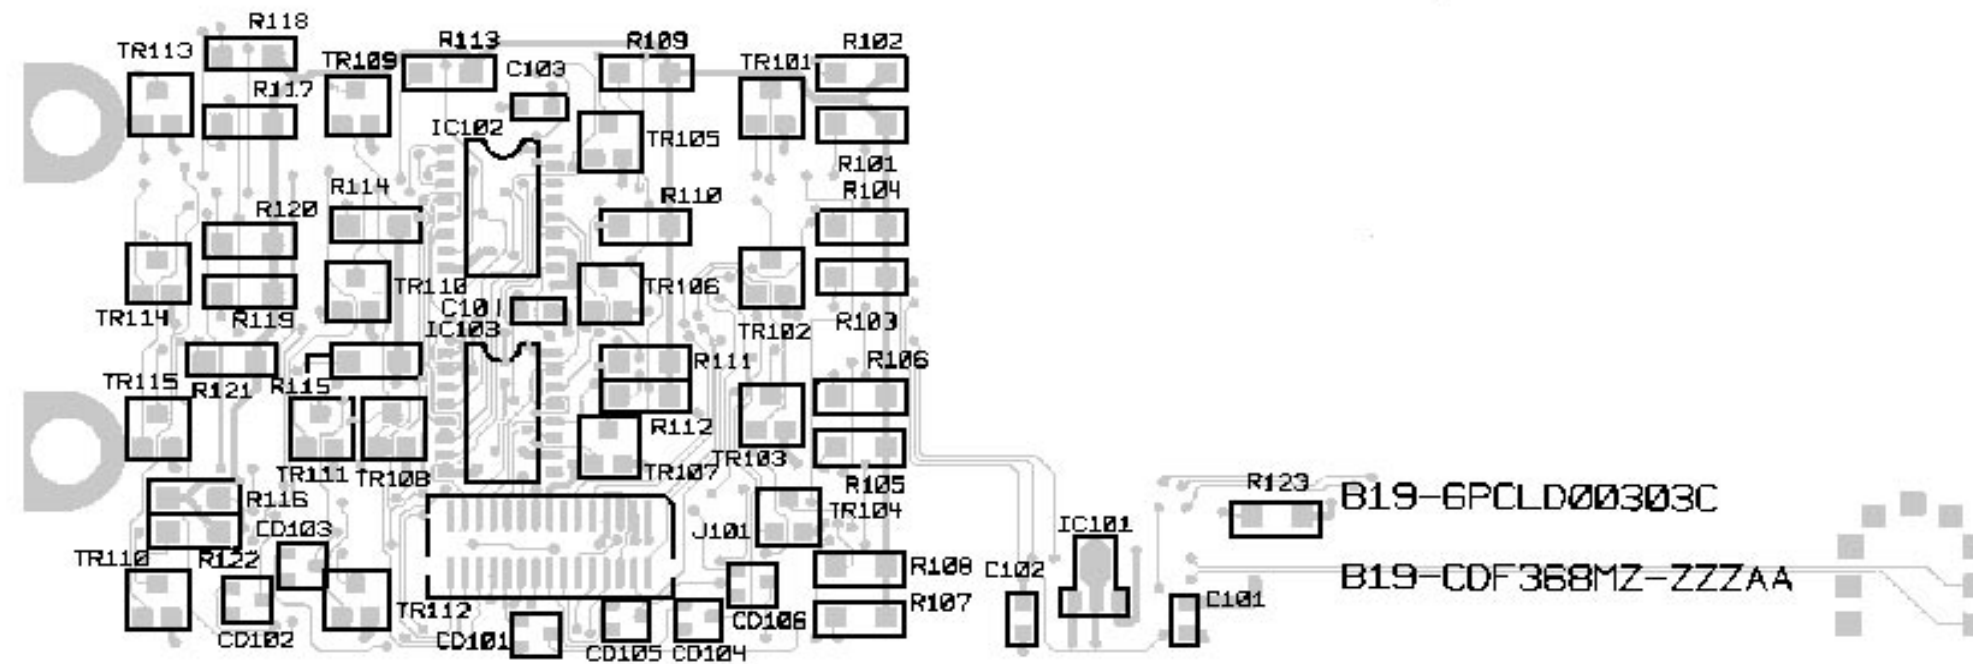 R118
TR113
R117
TR109
R113
C103
R109
TR101
R102
IC102
TR105
R101
R114
R104
R120
R110
TR110
TR106
TR114
R119
C101
IC103
TR102
R103
TR115
R121
R115
R111
R106
R112
TR111
TR108
TR107
TR103
R105
R116
CD103
J101
TR104
IC101
R123
B19-6PCLD00303C
TR110
R122
R108
C102
B19-CDF368MZ-ZZZAA
TR112
R107
C101
CD102
CD101
CD106
CD105
CD104